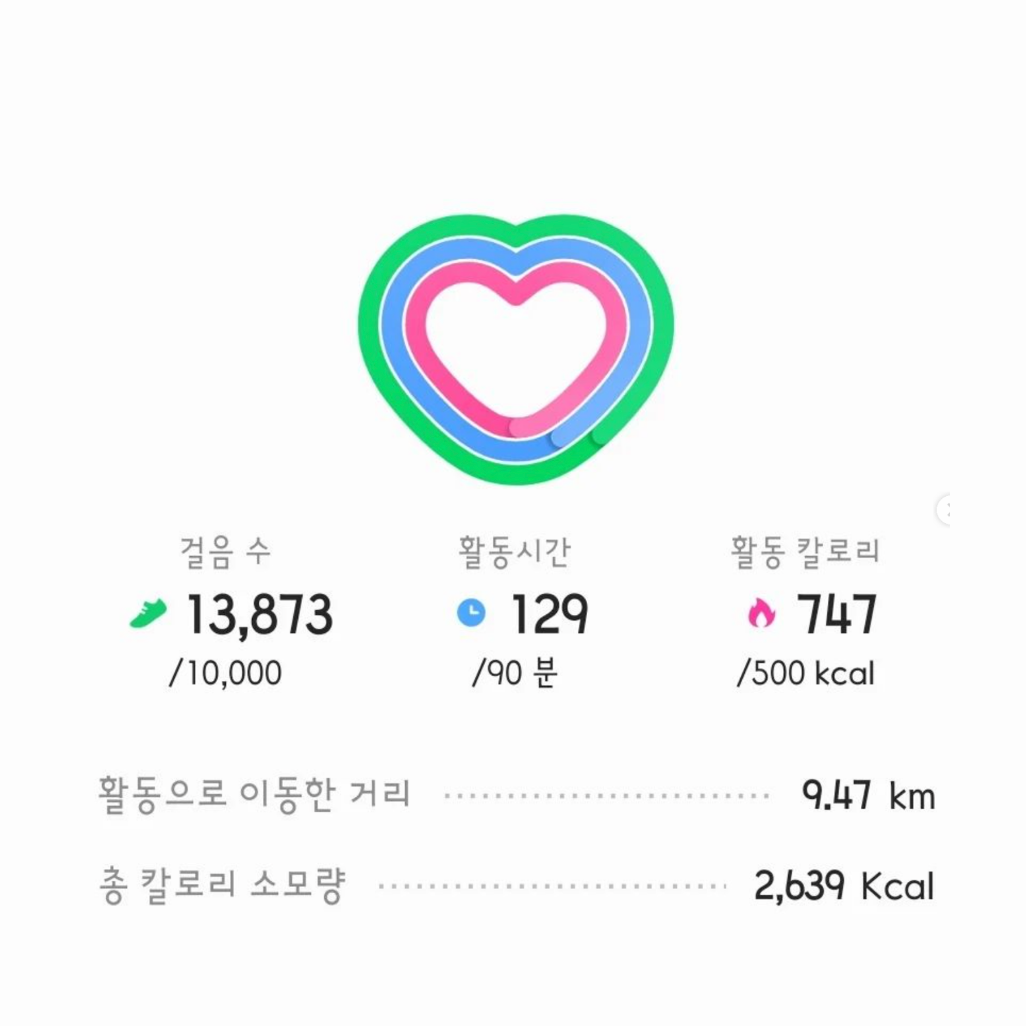 걸음 수 활동시간 활동 칼로리
13,873 129 747
/10,000 /90 분 /500 kcal
활동으로 이동한 거리 9.47 km
총 칼로리 소모량 2,639 Kcal